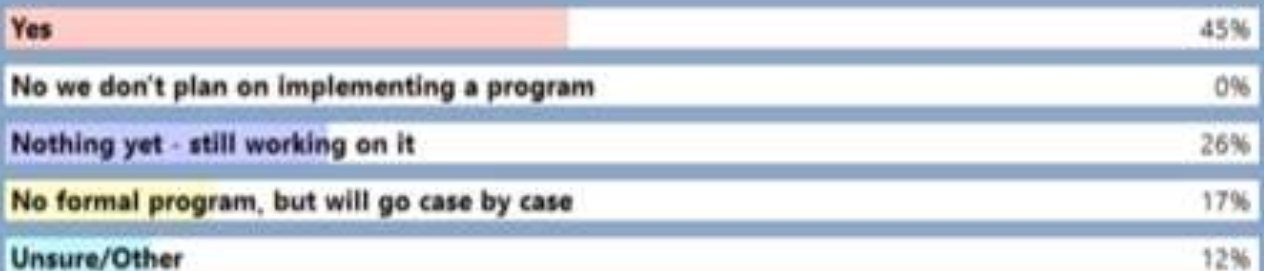 Yes 45%
No we don't plan on implementing a program 0%
Nothing yet - still working on it 26%
No formal program, but will go case by case 17%
Unsure/Other 12%